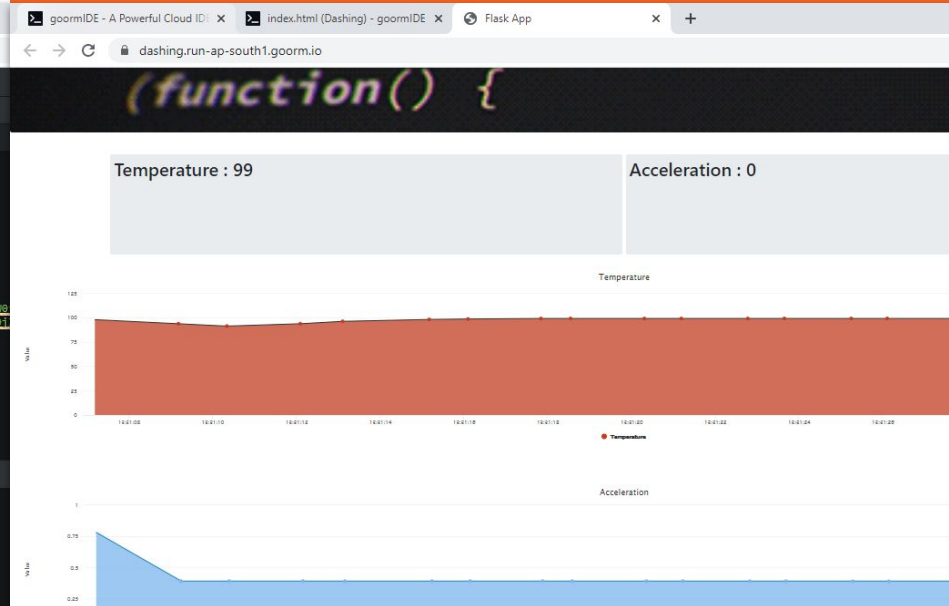 goormIDE - A Powerful Cloud ID
index.html (Dashing) - goormIDE
Flask App
dashing.run-ap-south1.goorm.io
(function() {
Temperature : 99
Acceleration : 0
Temperature
125
100
75
50
25
0
Value
Temperature
Acceleration
1
0.75
0.5
0.25
Value